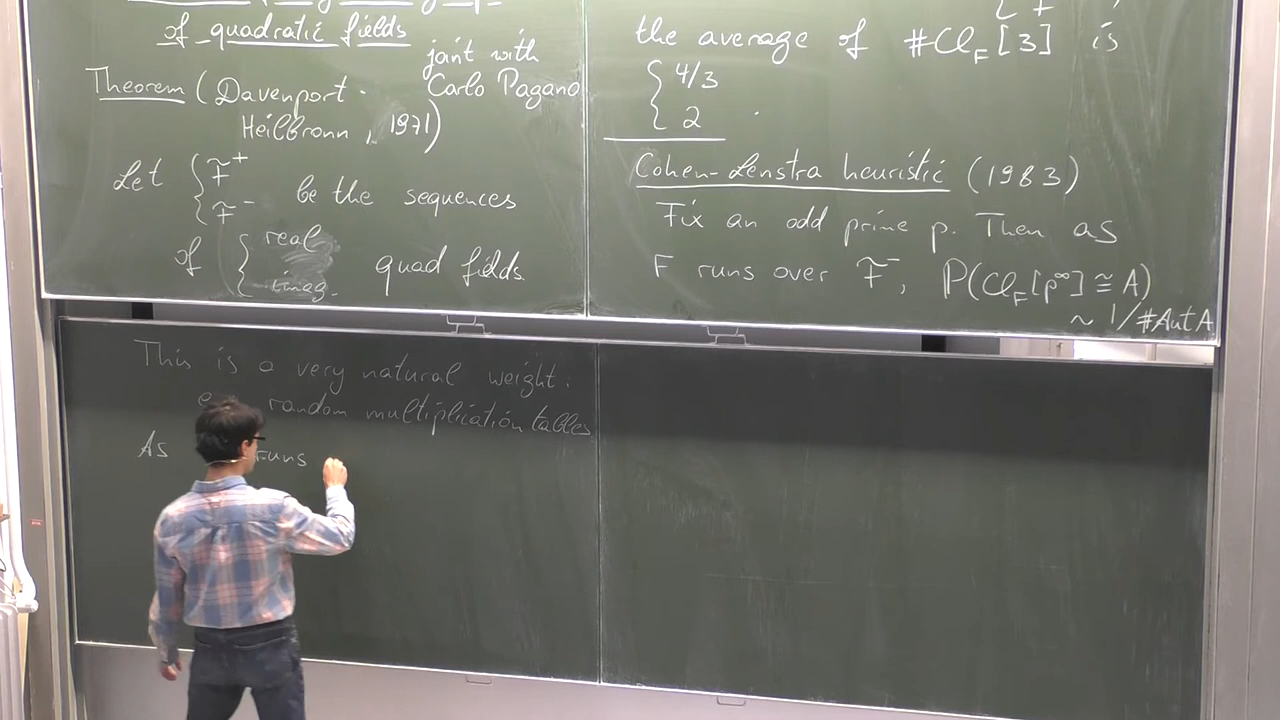 of quadratic fields
joint with
Carlo Pagano
Theorem (Davenport -
Heilbronn, 1971)
Let { F̃⁺
F̃⁻ be the sequences
of { real
imag. quad fields
the average of #Cl_F[3] is
{ 4/3
2 .
Cohen-Lenstra heuristic (1983)
Fix an odd prime p. Then as
F runs over F̃⁻, P(Cl_F[p^∞] ≅ A)
~ 1/#Aut A
This is a very natural weight:
random multiplication tables
As runs